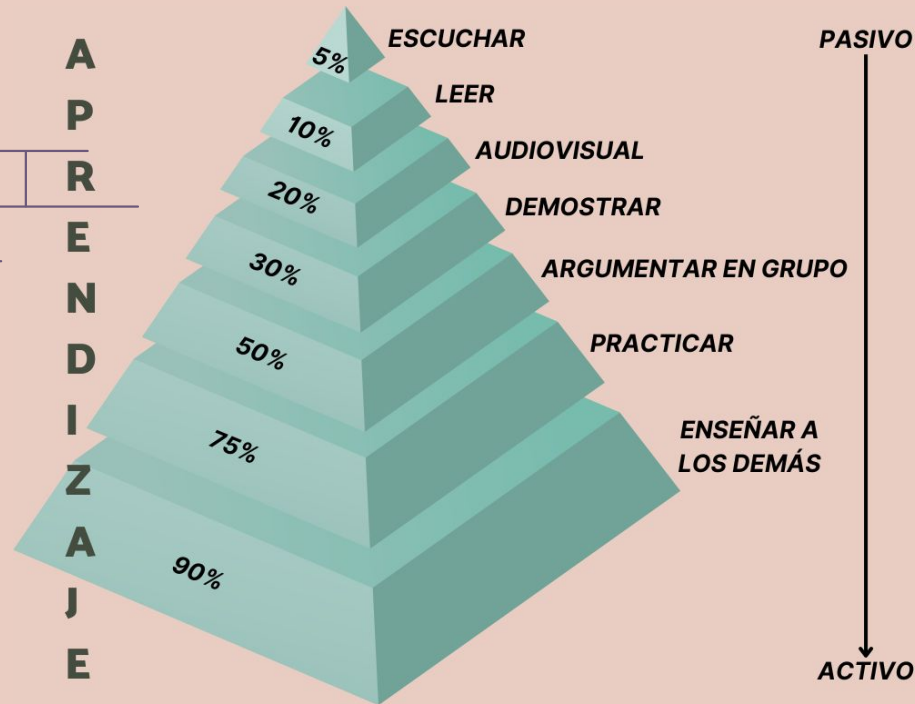 APRENDIZAJE
PASIVO
5% ESCUCHAR
10% LEER
20% AUDIOVISUAL
30% DEMOSTRAR
50% ARGUMENTAR EN GRUPO
75% PRACTICAR
90% ENSEÑAR A
LOS DEMÁS
ACTIVO